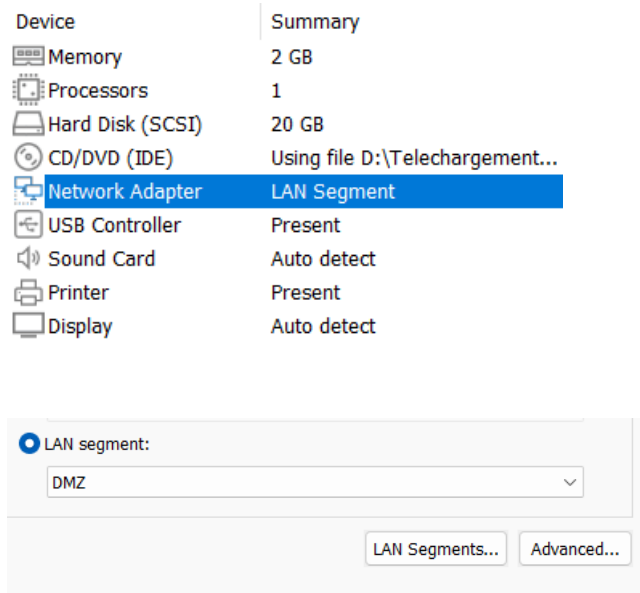 Device Summary
Memory 2 GB
Processors 1
Hard Disk (SCSI) 20 GB
CD/DVD (IDE) Using file D:\Telechargement...
Network Adapter LAN Segment
USB Controller Present
Sound Card Auto detect
Printer Present
Display Auto detect
LAN segment:
DMZ
LAN Segments... Advanced...